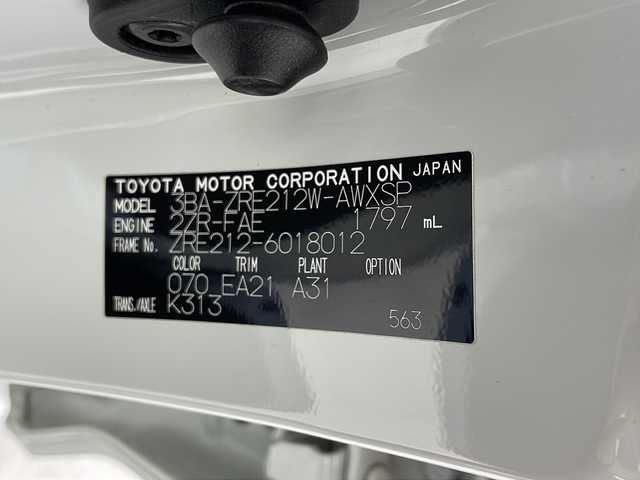 TOYOTA MOTOR CORPORATION JAPAN
MODEL 3BA-ZRE212W-AWXSP
ENGINE 2ZR-FAE 1797 mL
FRAME No. ZRE212-6018012
COLOR TRIM PLANT OPTION
070 EA21 A31
TRANS./AXLE K313
563